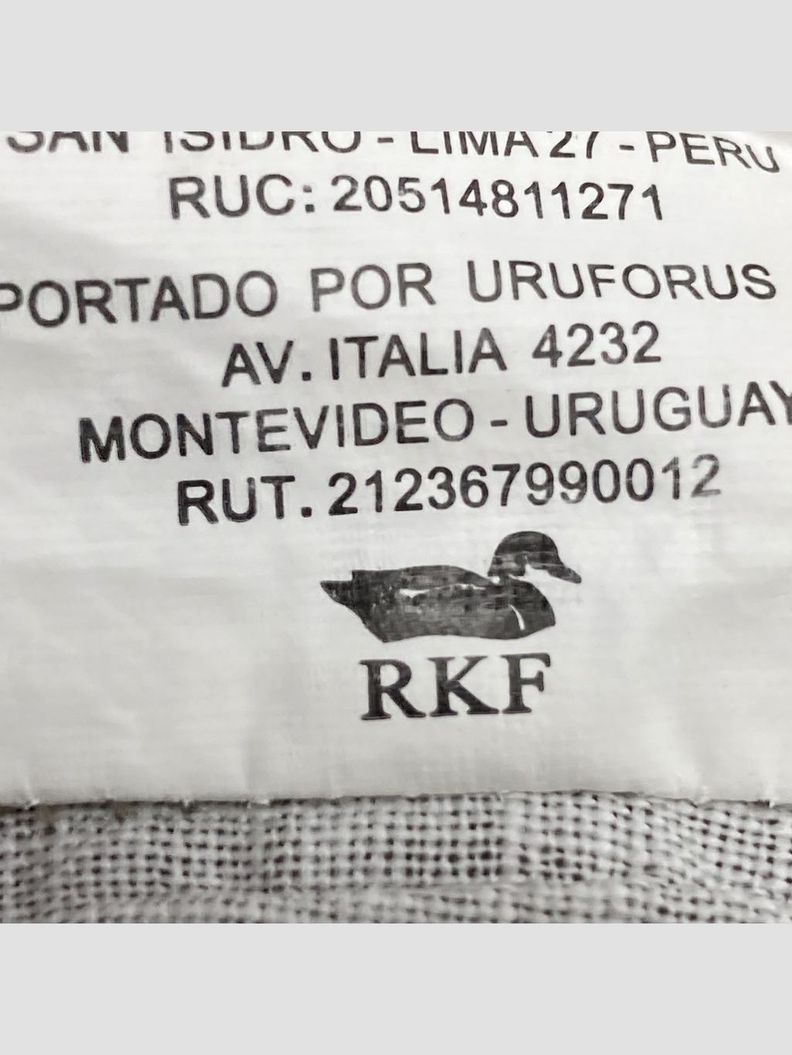 SAN ISIDRO - LIMA 27 - PERU
RUC: 20514811271
PORTADO POR URUFORUS
AV. ITALIA 4232
MONTEVIDEO - URUGUAY
RUT. 212367990012
RKF